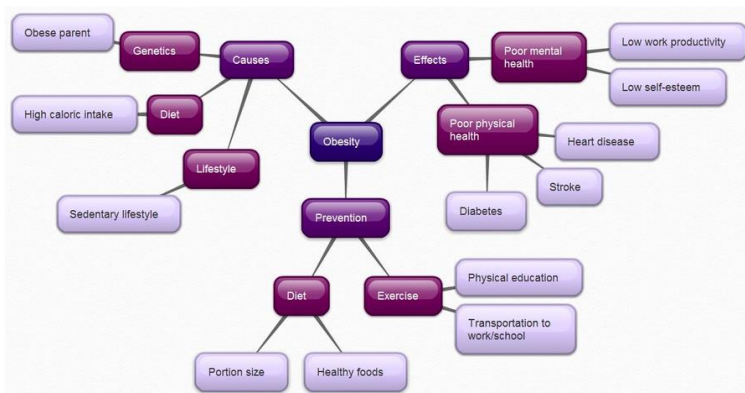 Obese parent
Genetics
Causes
High caloric intake
Diet
Lifestyle
Sedentary lifestyle
Obesity
Effects
Poor mental
health
Low work productivity
Low self-esteem
Poor physical
health
Heart disease
Stroke
Diabetes
Prevention
Diet
Portion size
Healthy foods
Exercise
Physical education
Transportation to
work/school